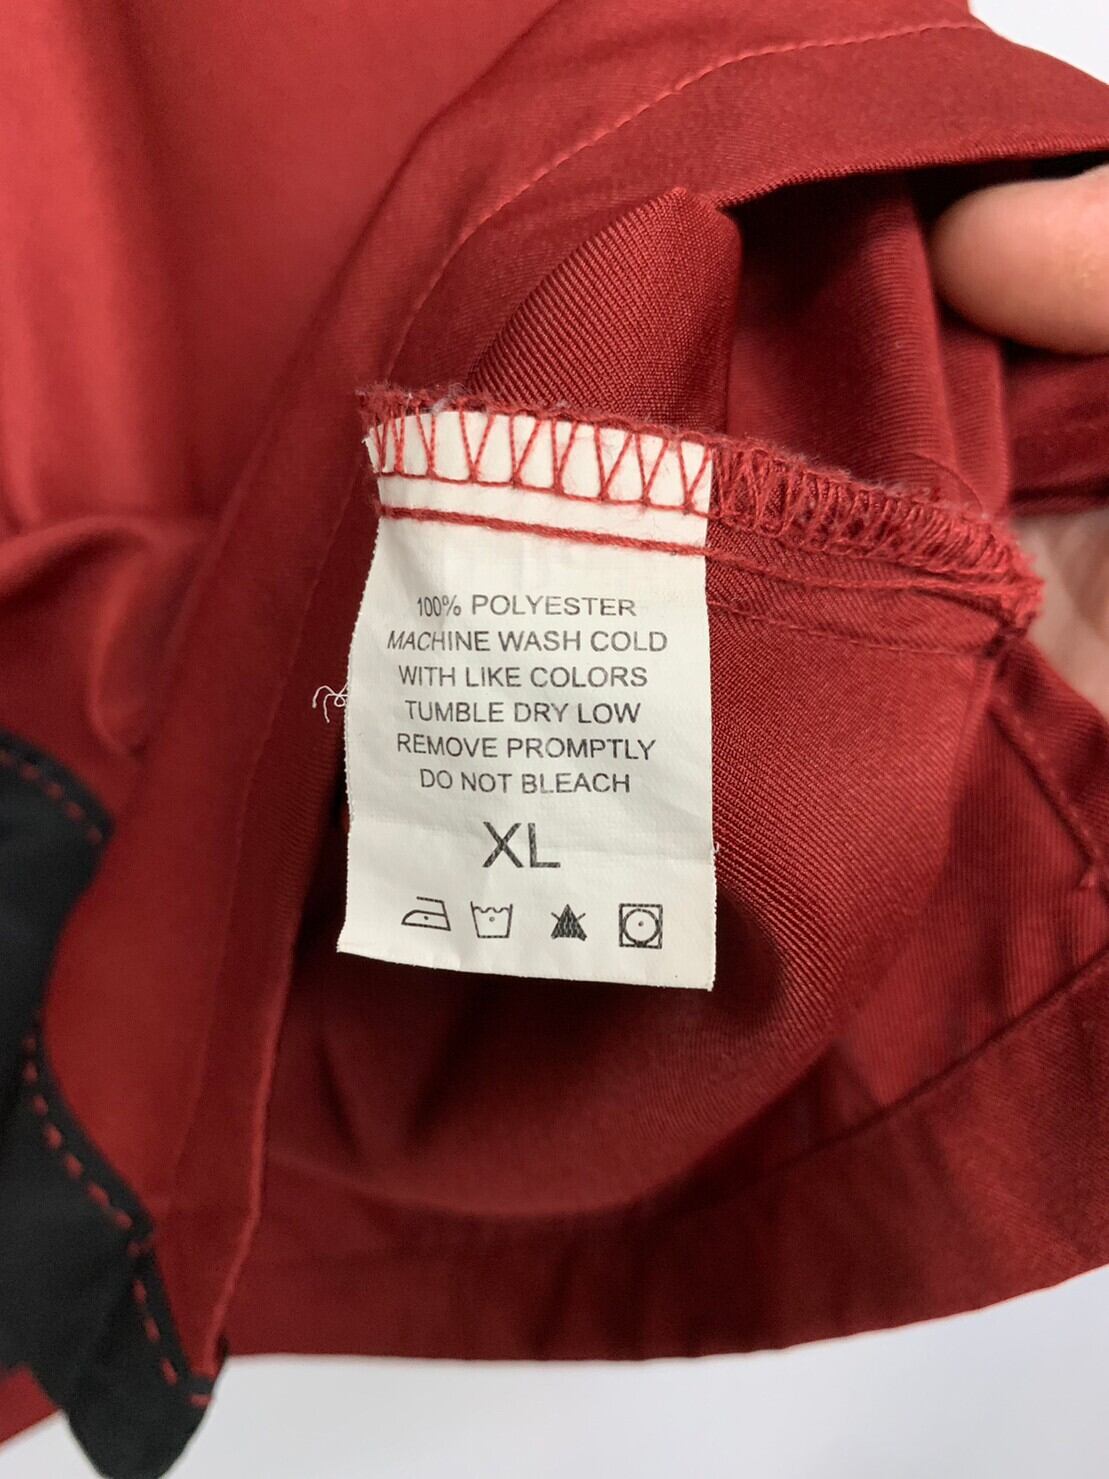 100% POLYESTER
MACHINE WASH COLD
WITH LIKE COLORS
TUMBLE DRY LOW
REMOVE PROMPTLY
DO NOT BLEACH
XL